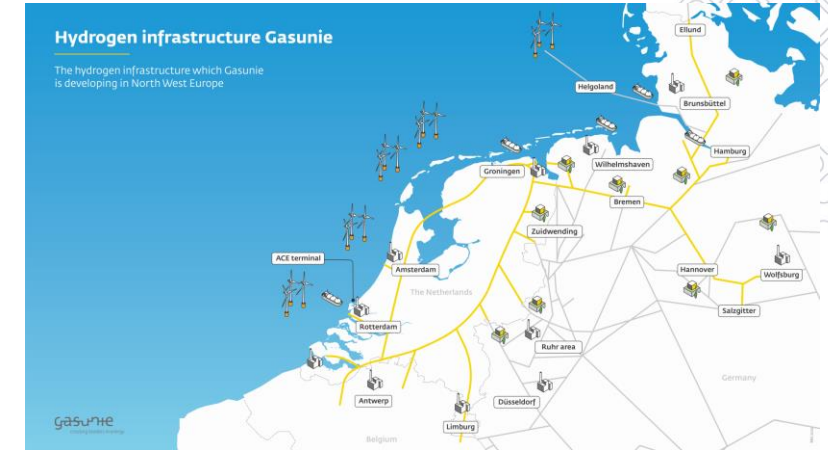 Hydrogen infrastructure Gasunie
The hydrogen infrastructure which Gasunie
is developing in North West Europe
Ellund
Helgoland
Brunsbüttel
Hamburg
Wilhelmshaven
Groningen
Bremen
Zuidwending
ACE terminal
Amsterdam
Hannover
Wolfsburg
The Netherlands
Salzgitter
Rotterdam
Ruhr area
Germany
Antwerp
Düsseldorf
Limburg
Belgium
gasunie